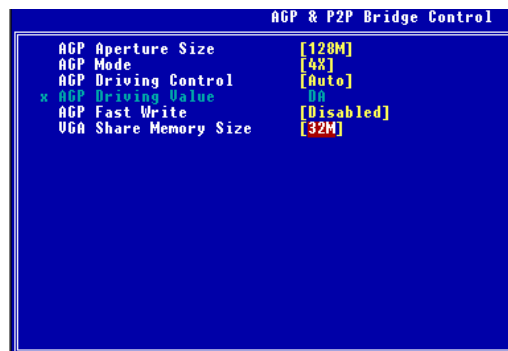 AGP & P2P Bridge Control
AGP Aperture Size [128M]
AGP Mode [4X]
AGP Driving Control [Auto]
x AGP Driving Value DA
AGP Fast Write [Disabled]
VGA Share Memory Size [32M]